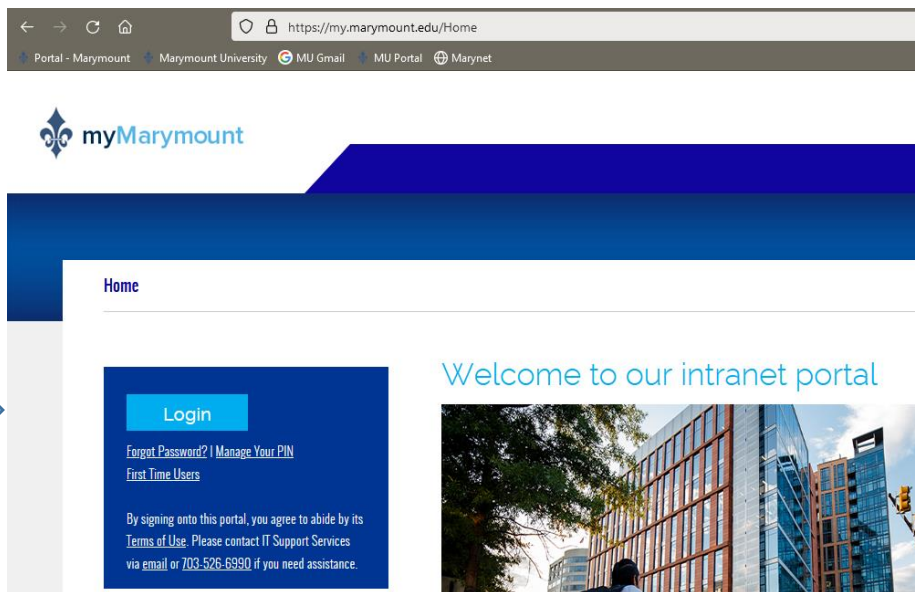 https://my.marymount.edu/Home
Portal - Marymount Marymount University MU Gmail MU Portal Marynet
myMarymount
Home
Welcome to our intranet portal
Login
Forgot Password? | Manage Your PIN
First Time Users
By signing onto this portal, you agree to abide by its
Terms of Use. Please contact IT Support Services
via email or 703-526-6990 if you need assistance.